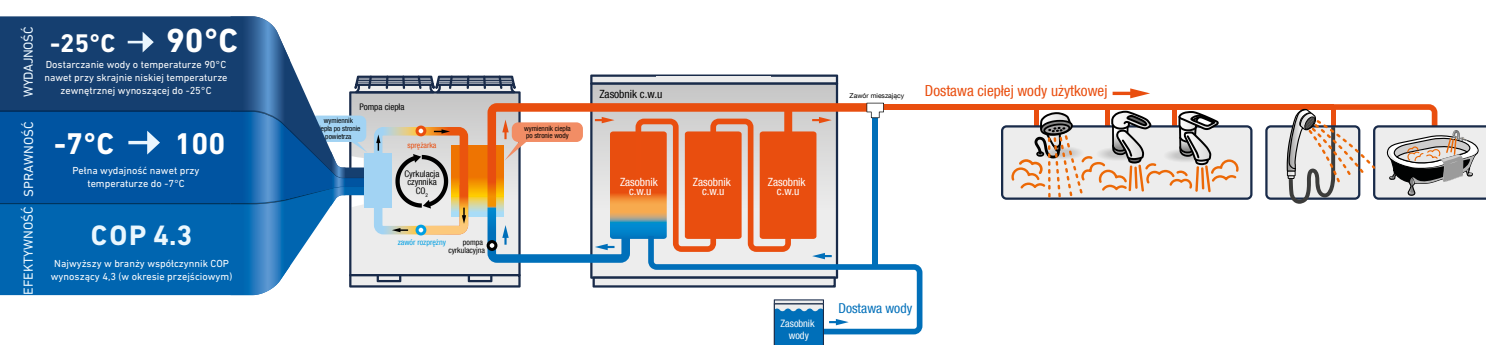 WYDAJNOŚĆ
-25°C → 90°C
Dostarczanie wody o temperaturze 90°C
nawet przy skrajnie niskiej temperaturze
zewnętrznej wynoszącej do -25°C
SPRAWNOŚĆ
-7°C → 100
Pełna wydajność nawet przy
temperaturze do -7°C
EFEKTYWNOŚĆ
COP 4.3
Najwyższy w branży współczynnik COP
wynoszący 4,3 (w okresie przejściowym)
Pompa ciepła
wymiennik
ciepła po stronie
powietrza
sprężarka
wymiennik ciepła
po stronie wody
Cyrkulacja
czynnika
CO2
zawór rozprężny
pompa
cyrkulacyjna
Zasobnik c.w.u
Zasobnik
c.w.u
Zasobnik
c.w.u
Zasobnik
c.w.u
Zawór mieszający
Dostawa ciepłej wody użytkowej
Zasobnik
wody
Dostawa wody